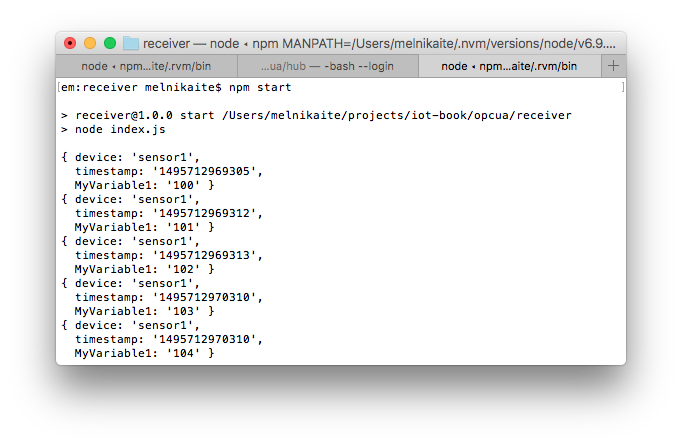 receiver — node ◂ npm MANPATH=/Users/melnikaite/.nvm/versions/node/v6.9....
node ◂ npm...ite/.rvm/bin
...ua/hub — -bash --login
node ◂ npm...aite/.rvm/bin
[em:receiver melnikaite$ npm start ]
> receiver@1.0.0 start /Users/melnikaite/projects/iot-book/opcua/receiver
> node index.js
{ device: 'sensor1',
timestamp: '1495712969305',
MyVariable1: '100' }
{ device: 'sensor1',
timestamp: '1495712969312',
MyVariable1: '101' }
{ device: 'sensor1',
timestamp: '1495712969313',
MyVariable1: '102' }
{ device: 'sensor1',
timestamp: '1495712970310',
MyVariable1: '103' }
{ device: 'sensor1',
timestamp: '1495712970310',
MyVariable1: '104' }